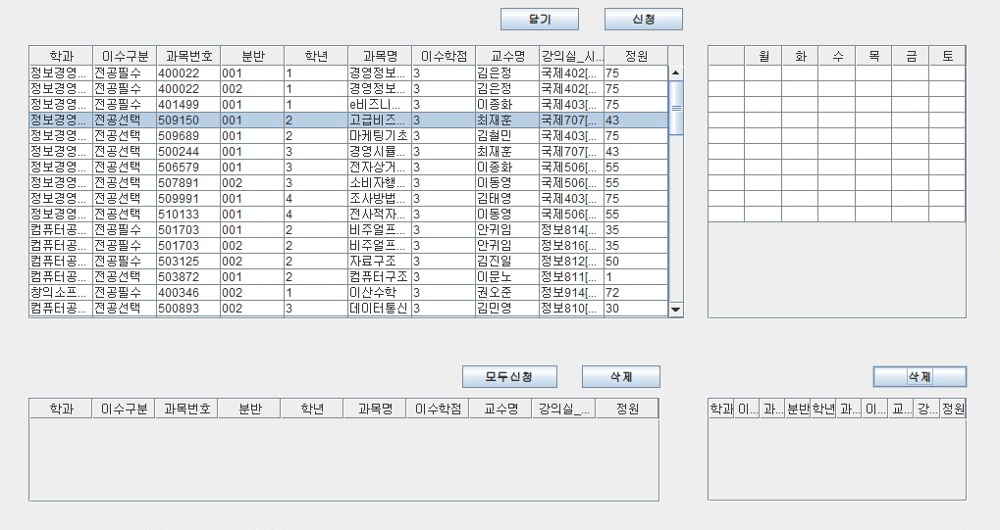 담기 신청
학과 이수구분 과목번호 분반 학년 과목명 이수학점 교수명 강의실_시... 정원
정보경영... 전공필수 400022 001 1 경영정보... 3 김은정 국제402[... 75
정보경영... 전공필수 400022 002 1 경영정보... 3 김은정 국제402[... 75
정보경영... 전공필수 401499 001 1 e비즈니... 3 이종화 국제403[... 75
정보경영... 전공선택 509150 001 2 고급비즈... 3 최재훈 국제707[... 43
정보경영... 전공선택 509689 001 2 마케팅기초 3 김철민 국제403[... 75
정보경영... 전공선택 500244 001 3 경영시뮬... 3 최재훈 국제707[... 43
정보경영... 전공선택 506579 001 3 전자상거... 3 이종화 국제506[... 55
정보경영... 전공선택 507891 002 3 소비자행... 3 이동영 국제506[... 55
정보경영... 전공선택 509991 001 4 조사방법... 3 김태영 국제403[... 75
정보경영... 전공선택 510133 001 4 전사적자... 3 이동영 국제506[... 55
컴퓨터공... 전공필수 501703 001 2 비주얼프... 3 안귀임 정보814[... 35
컴퓨터공... 전공필수 501703 002 2 비주얼프... 3 안귀임 정보816[... 35
컴퓨터공... 전공필수 503125 002 2 자료구조 3 김진일 정보812[... 50
컴퓨터공... 전공선택 503872 001 2 컴퓨터구조 3 이문노 정보811[... 1
창의소프... 전공필수 400346 002 1 이산수학 3 권오준 정보914[... 72
컴퓨터공... 전공선택 500893 002 3 데이터통신 3 김민영 정보810[... 30
월 화 수 목 금 토
모두신청 삭제
학과 이수구분 과목번호 분반 학년 과목명 이수학점 교수명 강의실_... 정원
삭제
학과 이... 과... 분반 학년 과... 이... 교... 강... 정원